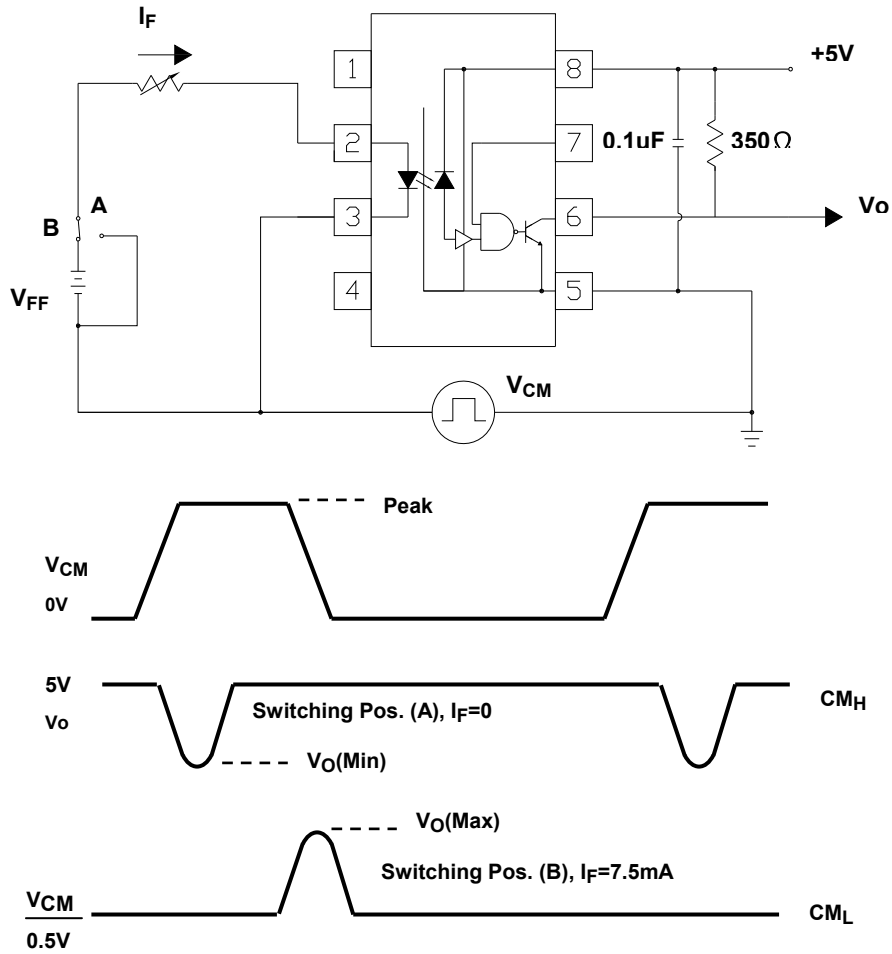 IF
+5V
1
8
2
7
0.1uF
350Ω
A
B
3
6
Vo
VFF
4
5
VCM
Peak
VCM
0V
5V
Vo
Switching Pos. (A), IF=0
CMH
VO(Min)
VO(Max)
Switching Pos. (B), IF=7.5mA
VCM
0.5V
CML